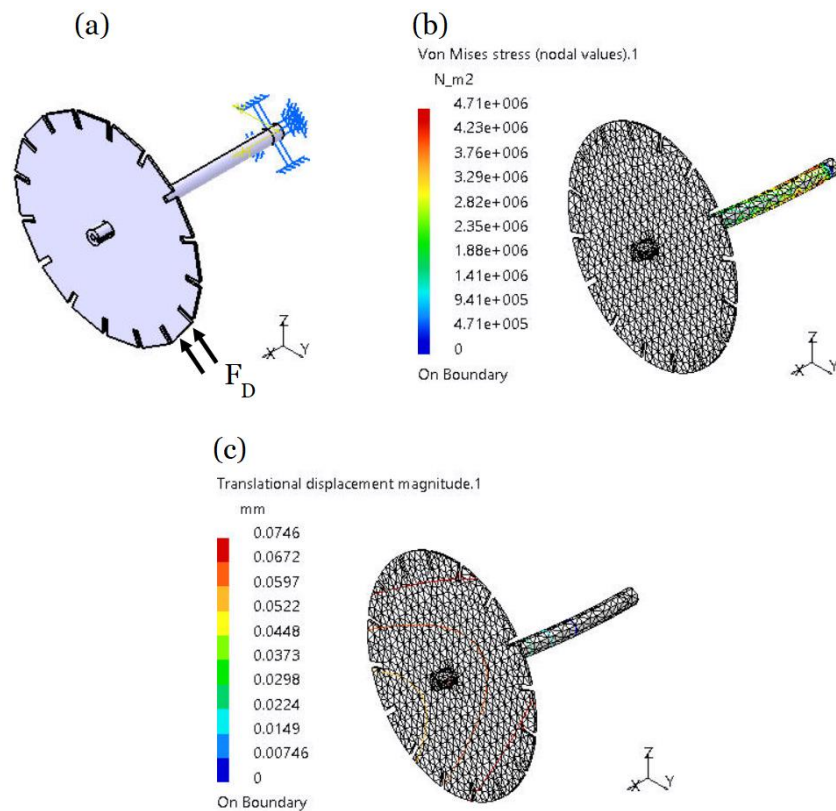 (a)
Z
X
Y
F_D
(b)
Von Mises stress (nodal values).1
N_m2
4.71e+006
4.23e+006
3.76e+006
3.29e+006
2.82e+006
2.35e+006
1.88e+006
1.41e+006
9.41e+005
4.71e+005
0
On Boundary
Z
X
Y
(c)
Translational displacement magnitude.1
mm
0.0746
0.0672
0.0597
0.0522
0.0448
0.0373
0.0298
0.0224
0.0149
0.00746
0
On Boundary
Z
X
Y